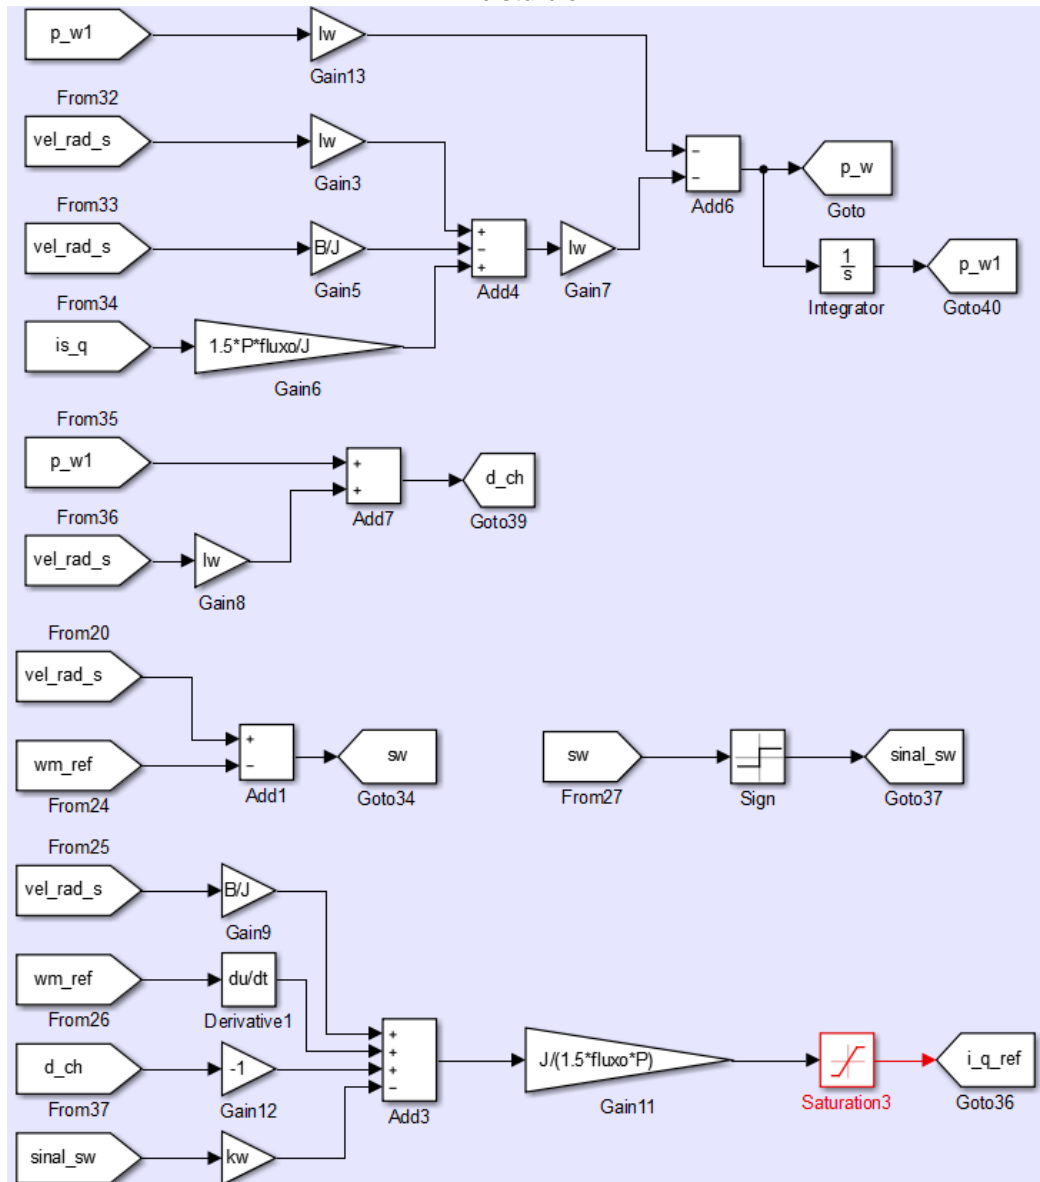 p_w1
lw
Gain13
From32
vel_rad_s
lw
Gain3
From33
vel_rad_s
B/J
Gain5
+
−
+
Add4
lw
Gain7
−
−
Add6
p_w
Goto
1
s
Integrator
p_w1
Goto40
From34
is_q
1.5*P*fluxo/J
Gain6
From35
p_w1
+
+
Add7
d_ch
Goto39
From36
vel_rad_s
lw
Gain8
From20
vel_rad_s
wm_ref
From24
+
−
Add1
sw
Goto34
sw
From27
Sign
sinal_sw
Goto37
From25
vel_rad_s
B/J
Gain9
wm_ref
From26
du/dt
Derivative1
d_ch
From37
-1
Gain12
+
+
+
−
Add3
J/(1.5*fluxo*P)
Gain11
Saturation3
i_q_ref
Goto36
sinal_sw
kw